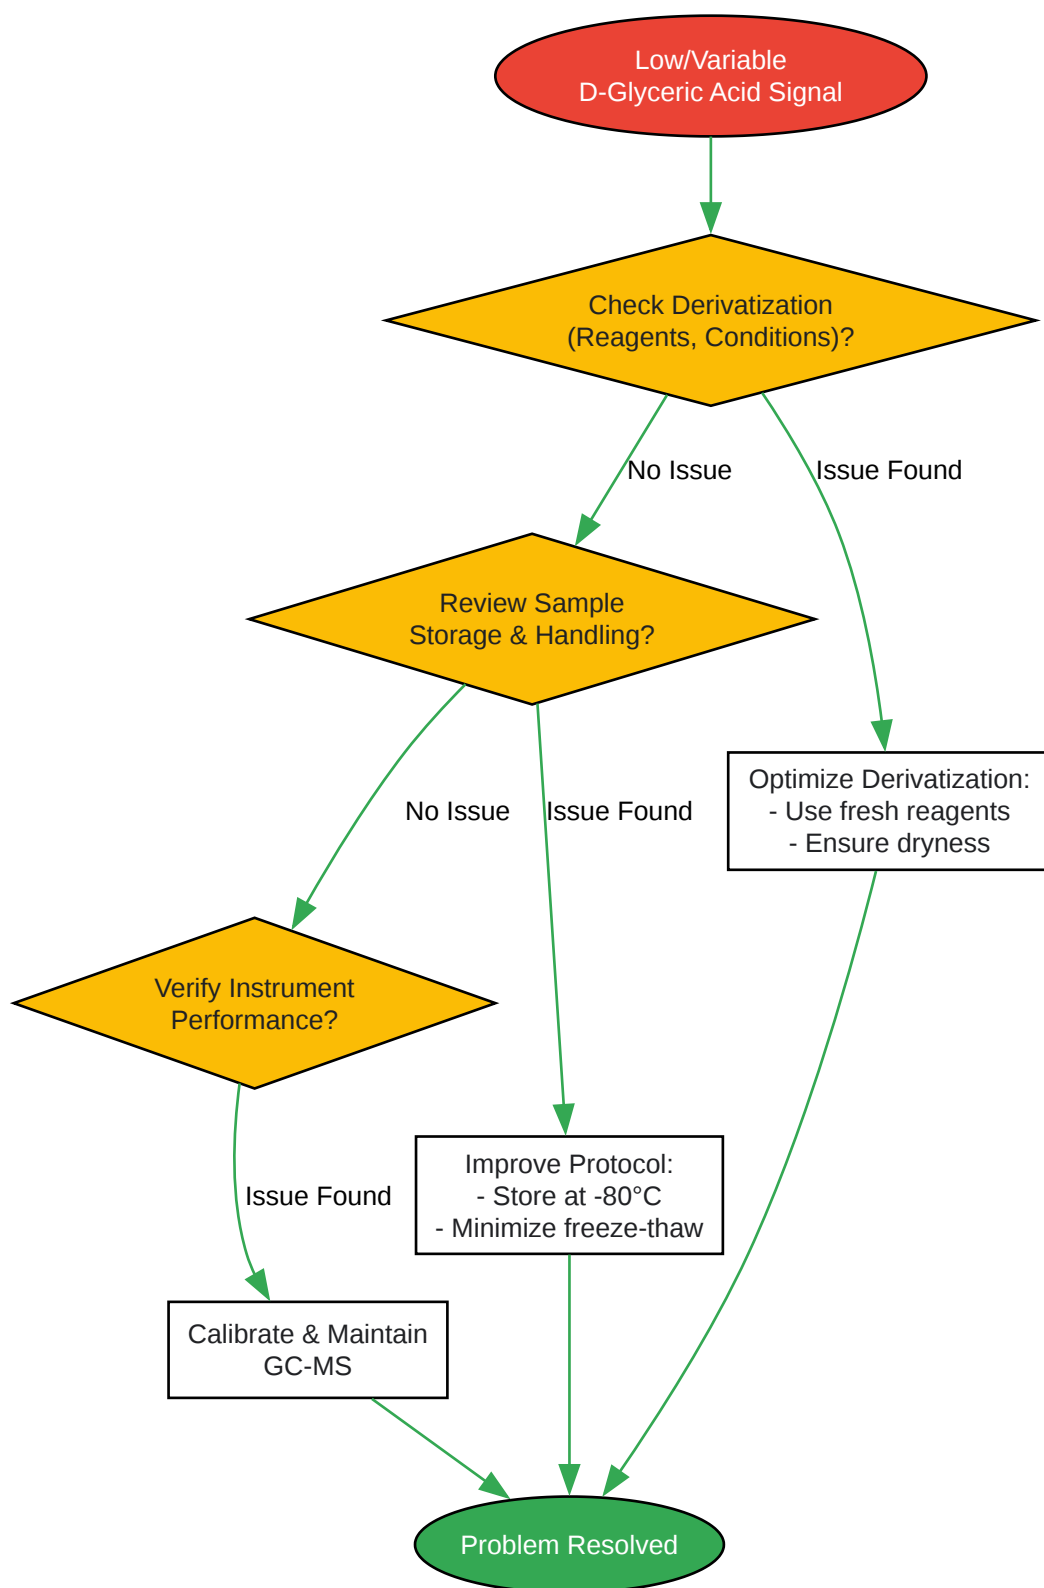 Low/Variable
D-Glyceric Acid Signal
Check Derivatization
(Reagents, Conditions)?
No Issue
Issue Found
Review Sample
Storage & Handling?
Optimize Derivatization:
- Use fresh reagents
- Ensure dryness
No Issue
Issue Found
Verify Instrument
Performance?
Improve Protocol:
- Store at -80°C
- Minimize freeze-thaw
Issue Found
Calibrate & Maintain
GC-MS
Problem Resolved